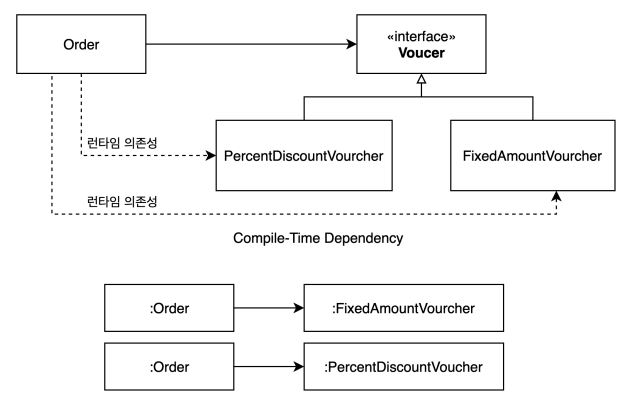 Order
«interface»
Voucer
런타임 의존성
PercentDiscountVourcher
FixedAmountVourcher
런타임 의존성
Compile-Time Dependency
:Order
:FixedAmountVourcher
:Order
:PercentDiscountVoucher